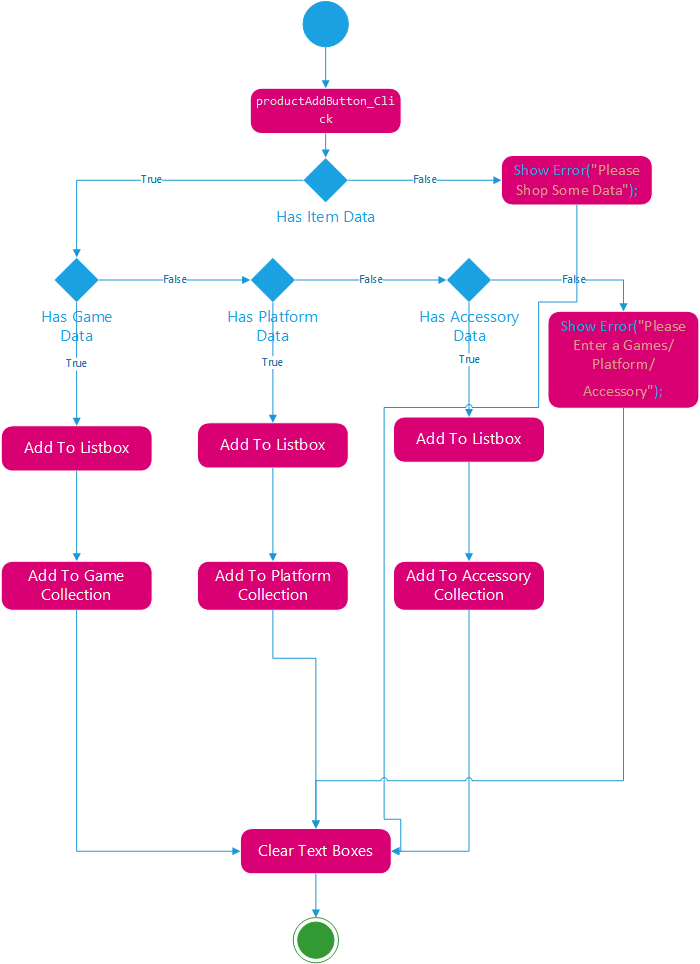 productAddButton_Cli
ck
True
False
Show Error("Please
Shop Some Data");
Has Item Data
False
False
False
Has Game
Data
Has Platform
Data
Has Accessory
Data
Show Error("Please
Enter a Games/
Platform/
Accessory");
True
True
True
Add To Listbox
Add To Listbox
Add To Listbox
Add To Game
Collection
Add To Platform
Collection
Add To Accessory
Collection
Clear Text Boxes